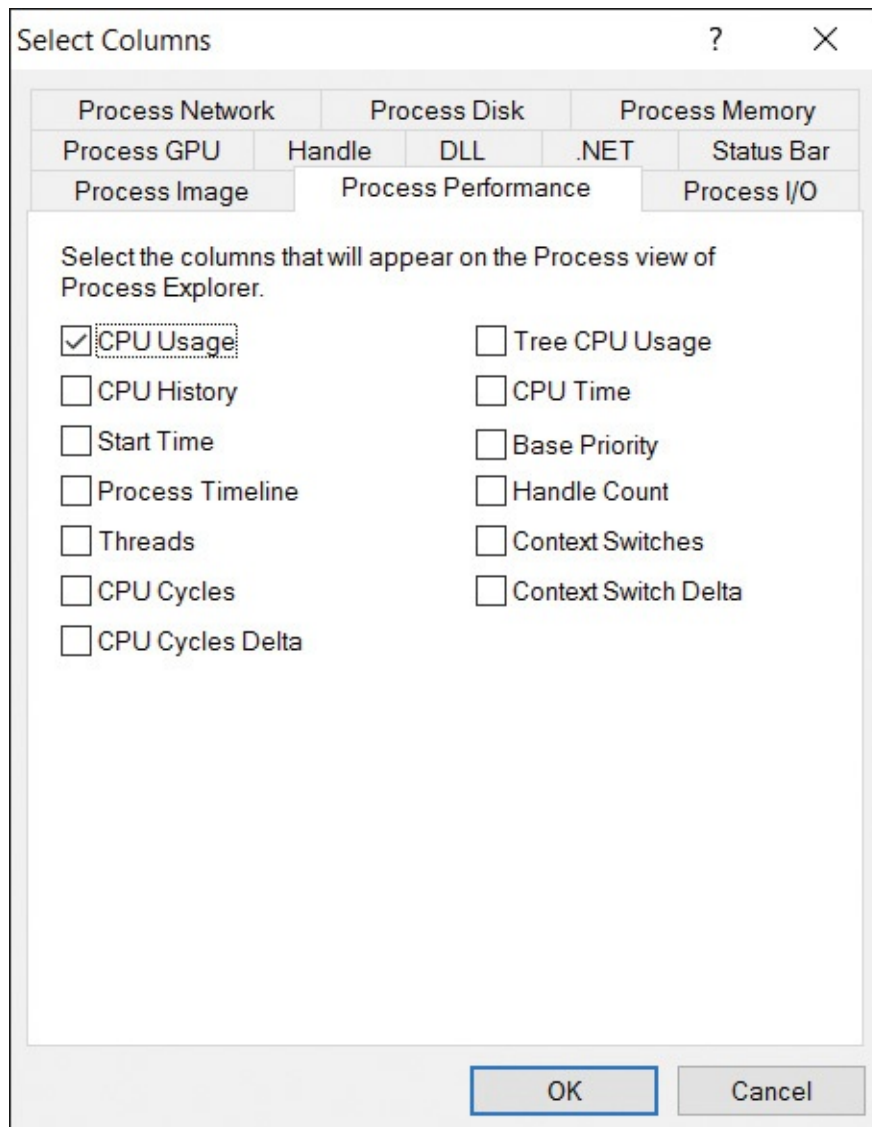 Select Columns
Process Network Process Disk Process Memory
Process GPU Handle DLL .NET Status Bar
Process Image Process Performance Process I/O
Select the columns that will appear on the Process view of
Process Explorer.
CPU Usage Tree CPU Usage
CPU History CPU Time
Start Time Base Priority
Process Timeline Handle Count
Threads Context Switches
CPU Cycles Context Switch Delta
CPU Cycles Delta
OK Cancel